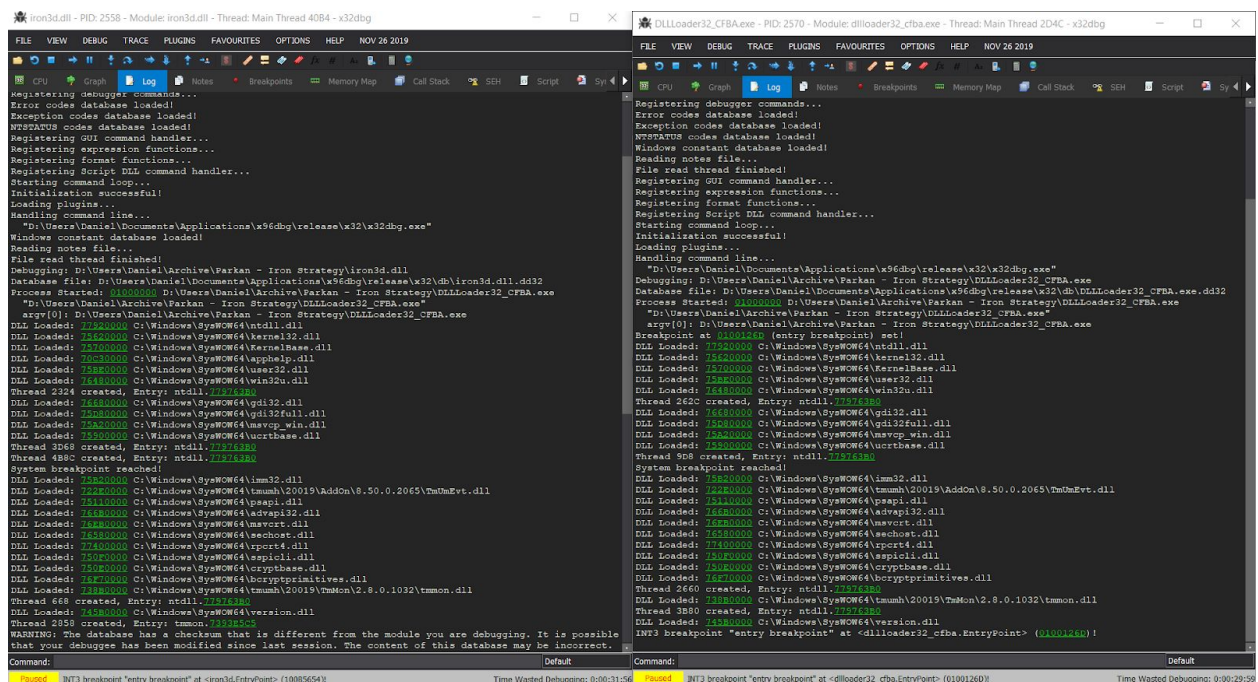 iron3d.dll - PID: 2558 - Module: iron3d.dll - Thread: Main Thread 40B4 - x32dbg
FILE VIEW DEBUG TRACE PLUGINS FAVOURITES OPTIONS HELP NOV 26 2019
CPU Graph Log Notes Breakpoints Memory Map Call Stack SEH Script Sy
Registering debugger commands...
Error codes database loaded!
Exception codes database loaded!
NTSTATUS codes database loaded!
Registering GUI command handler...
Registering expression functions...
Registering format functions...
Registering Script DLL command handler...
Starting command loop...
Initialization successful!
Loading plugins...
Handling command line...
"D:\Users\Daniel\Documents\Applications\x96dbg\release\x32\x32dbg.exe"
Windows constant database loaded!
Reading notes file...
File read thread finished!
Debugging: D:\Users\Daniel\Archive\Parkan - Iron Strategy\iron3d.dll
Database file: D:\Users\Daniel\Documents\Applications\x96dbg\release\x32\db\iron3d.dll.dd32
Process Started: 01000000 D:\Users\Daniel\Archive\Parkan - Iron Strategy\DLLLoader32_CFBA.exe
"D:\Users\Daniel\Archive\Parkan - Iron Strategy\DLLLoader32_CFBA.exe"
argv[0]: D:\Users\Daniel\Archive\Parkan - Iron Strategy\DLLLoader32_CFBA.exe
DLL Loaded: 77920000 C:\Windows\SysWOW64\ntdll.dll
DLL Loaded: 75620000 C:\Windows\SysWOW64\kernel32.dll
DLL Loaded: 75700000 C:\Windows\SysWOW64\KernelBase.dll
DLL Loaded: 70C30000 C:\Windows\SysWOW64\apphelp.dll
DLL Loaded: 75BE0000 C:\Windows\SysWOW64\user32.dll
DLL Loaded: 76480000 C:\Windows\SysWOW64\win32u.dll
Thread 2324 created, Entry: ntdll.779763B0
DLL Loaded: 76680000 C:\Windows\SysWOW64\gdi32.dll
DLL Loaded: 75D80000 C:\Windows\SysWOW64\gdi32full.dll
DLL Loaded: 75A20000 C:\Windows\SysWOW64\msvcp_win.dll
DLL Loaded: 75900000 C:\Windows\SysWOW64\ucrtbase.dll
Thread 3D68 created, Entry: ntdll.779763B0
Thread 4B8C created, Entry: ntdll.779763B0
System breakpoint reached!
DLL Loaded: 75B20000 C:\Windows\SysWOW64\imm32.dll
DLL Loaded: 722E0000 C:\Windows\SysWOW64\tmumh\20019\AddOn\8.50.0.2065\TmUmEvt.dll
DLL Loaded: 75110000 C:\Windows\SysWOW64\psapi.dll
DLL Loaded: 766B0000 C:\Windows\SysWOW64\advapi32.dll
DLL Loaded: 76EB0000 C:\Windows\SysWOW64\msvcrt.dll
DLL Loaded: 76580000 C:\Windows\SysWOW64\sechost.dll
DLL Loaded: 77400000 C:\Windows\SysWOW64\rpcrt4.dll
DLL Loaded: 750F0000 C:\Windows\SysWOW64\sspicli.dll
DLL Loaded: 750E0000 C:\Windows\SysWOW64\cryptbase.dll
DLL Loaded: 76F70000 C:\Windows\SysWOW64\bcryptprimitives.dll
DLL Loaded: 738B0000 C:\Windows\SysWOW64\tmumh\20019\TmMon\2.8.0.1032\tmmon.dll
Thread 668 created, Entry: ntdll.779763B0
DLL Loaded: 745B0000 C:\Windows\SysWOW64\version.dll
Thread 2858 created, Entry: tmmon.7393E5C5
WARNING: The database has a checksum that is different from the module you are debugging. It is possible
that your debuggee has been modified since last session. The content of this database may be incorrect.
Command: Default
Paused INT3 breakpoint "entry breakpoint" at <iron3d.EntryPoint> (10085654)! Time Wasted Debugging: 0:00:31:56
DLLLoader32_CFBA.exe - PID: 2570 - Module: dllloader32_cfba.exe - Thread: Main Thread 2D4C - x32dbg
FILE VIEW DEBUG TRACE PLUGINS FAVOURITES OPTIONS HELP NOV 26 2019
CPU Graph Log Notes Breakpoints Memory Map Call Stack SEH Script Sy
Registering debugger commands...
Error codes database loaded!
Exception codes database loaded!
NTSTATUS codes database loaded!
Windows constant database loaded!
Reading notes file...
File read thread finished!
Registering GUI command handler...
Registering expression functions...
Registering format functions...
Registering Script DLL command handler...
Starting command loop...
Initialization successful!
Loading plugins...
Handling command line...
"D:\Users\Daniel\Documents\Applications\x96dbg\release\x32\x32dbg.exe"
Debugging: D:\Users\Daniel\Archive\Parkan - Iron Strategy\DLLLoader32_CFBA.exe
Database file: D:\Users\Daniel\Documents\Applications\x96dbg\release\x32\db\DLLLoader32_CFBA.exe.dd32
Process Started: 01000000 D:\Users\Daniel\Archive\Parkan - Iron Strategy\DLLLoader32_CFBA.exe
"D:\Users\Daniel\Archive\Parkan - Iron Strategy\DLLLoader32_CFBA.exe"
argv[0]: D:\Users\Daniel\Archive\Parkan - Iron Strategy\DLLLoader32_CFBA.exe
Breakpoint at 0100126D (entry breakpoint) set!
DLL Loaded: 77920000 C:\Windows\SysWOW64\ntdll.dll
DLL Loaded: 75620000 C:\Windows\SysWOW64\kernel32.dll
DLL Loaded: 75700000 C:\Windows\SysWOW64\KernelBase.dll
DLL Loaded: 75BE0000 C:\Windows\SysWOW64\user32.dll
DLL Loaded: 76480000 C:\Windows\SysWOW64\win32u.dll
Thread 262C created, Entry: ntdll.779763B0
DLL Loaded: 76680000 C:\Windows\SysWOW64\gdi32.dll
DLL Loaded: 75D80000 C:\Windows\SysWOW64\gdi32full.dll
DLL Loaded: 75A20000 C:\Windows\SysWOW64\msvcp_win.dll
DLL Loaded: 75900000 C:\Windows\SysWOW64\ucrtbase.dll
Thread 9D8 created, Entry: ntdll.779763B0
System breakpoint reached!
DLL Loaded: 75B20000 C:\Windows\SysWOW64\imm32.dll
DLL Loaded: 722E0000 C:\Windows\SysWOW64\tmumh\20019\AddOn\8.50.0.2065\TmUmEvt.dll
DLL Loaded: 75110000 C:\Windows\SysWOW64\psapi.dll
DLL Loaded: 766B0000 C:\Windows\SysWOW64\advapi32.dll
DLL Loaded: 76EB0000 C:\Windows\SysWOW64\msvcrt.dll
DLL Loaded: 76580000 C:\Windows\SysWOW64\sechost.dll
DLL Loaded: 77400000 C:\Windows\SysWOW64\rpcrt4.dll
DLL Loaded: 750F0000 C:\Windows\SysWOW64\sspicli.dll
DLL Loaded: 750E0000 C:\Windows\SysWOW64\cryptbase.dll
DLL Loaded: 76F70000 C:\Windows\SysWOW64\bcryptprimitives.dll
Thread 2660 created, Entry: ntdll.779763B0
DLL Loaded: 738B0000 C:\Windows\SysWOW64\tmumh\20019\TmMon\2.8.0.1032\tmmon.dll
Thread 3B80 created, Entry: ntdll.779763B0
DLL Loaded: 745B0000 C:\Windows\SysWOW64\version.dll
INT3 breakpoint "entry breakpoint" at <dllloader32_cfba.EntryPoint> (0100126D)!
Command: Default
Paused INT3 breakpoint "entry breakpoint" at <dllloader32_cfba.EntryPoint> (0100126D)! Time Wasted Debugging: 0:00:29:59